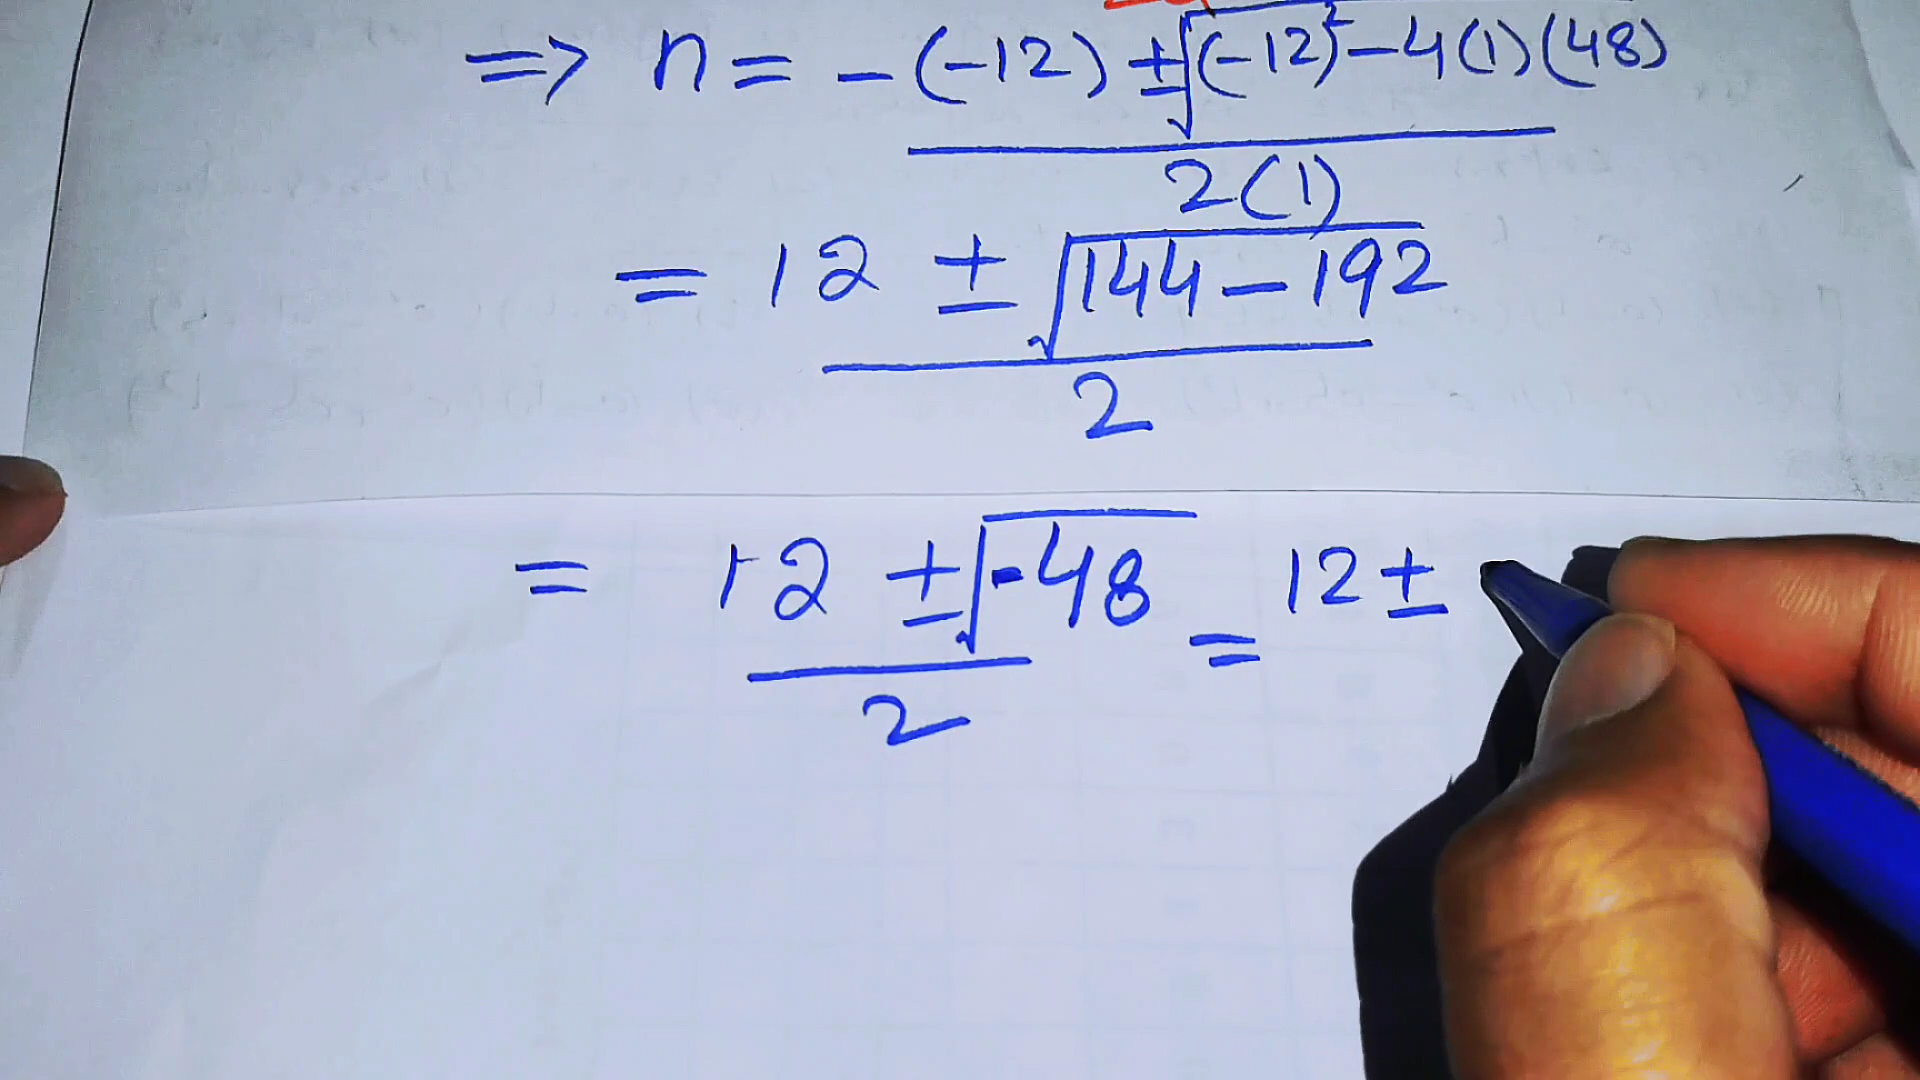 => n = -(-12) ± √(-12)² - 4(1)(48)
2(1)
= 12 ± √144 - 192
2
= 12 ± √-48 = 12 ±
2